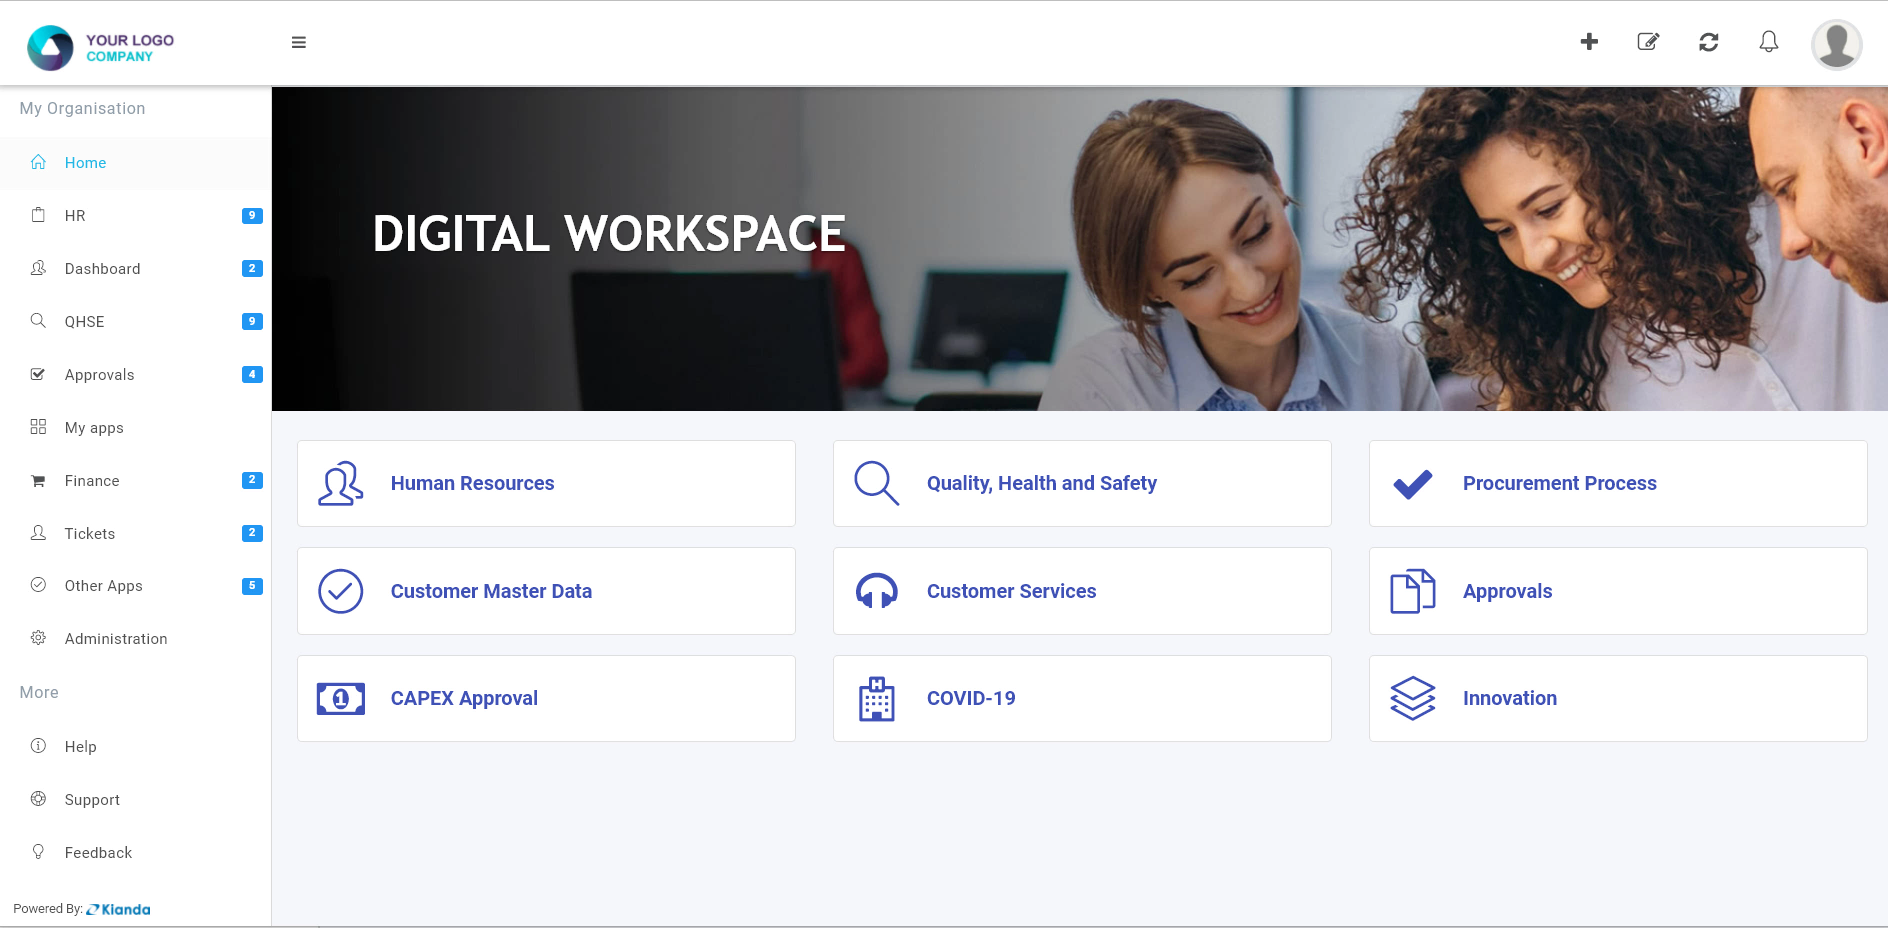 YOUR LOGO
COMPANY
My Organisation
Home
HR 9
Dashboard 2
QHSE 9
Approvals 4
My apps
Finance 2
Tickets 2
Other Apps 5
Administration
More
Help
Support
Feedback
Powered By: Kianda
DIGITAL WORKSPACE
Human Resources
Quality, Health and Safety
Procurement Process
Customer Master Data
Customer Services
Approvals
1
CAPEX Approval
H
COVID-19
Innovation